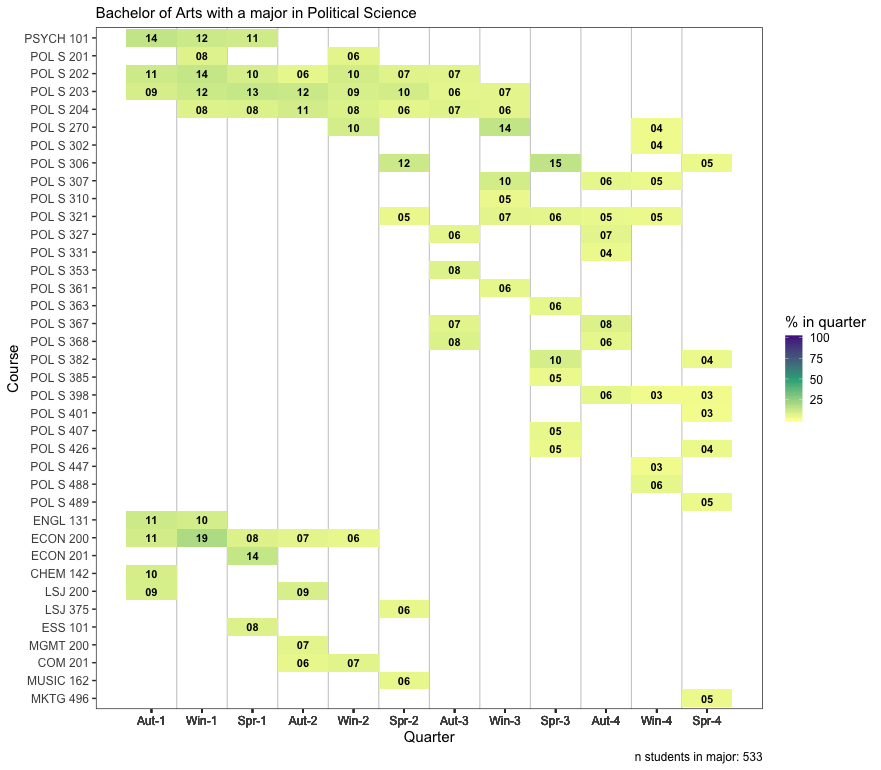 Bachelor of Arts with a major in Political Science
PSYCH 101 14 12 11
POL S 201 08 06
POL S 202 11 14 10 06 10 07 07
POL S 203 09 12 13 12 09 10 06 07
POL S 204 08 08 11 08 06 07 06
POL S 270 10 14 04
POL S 302 04
POL S 306 12 15 05
POL S 307 10 06 05
POL S 310 05
POL S 321 05 07 06 05 05
POL S 327 06 07
POL S 331 04
POL S 353 08
POL S 361 06
POL S 363 06
POL S 367 07 08
POL S 368 08 06
POL S 382 10 04
POL S 385 05
POL S 398 06 03 03
POL S 401 03
POL S 407 05
POL S 426 05 04
POL S 447 03
POL S 488 06
POL S 489 05
ENGL 131 11 10
ECON 200 11 19 08 07 06
ECON 201 14
CHEM 142 10
LSJ 200 09 09
LSJ 375 06
ESS 101 08
MGMT 200 07
COM 201 06 07
MUSIC 162 06
MKTG 496 05
Aut-1 Win-1 Spr-1 Aut-2 Win-2 Spr-2 Aut-3 Win-3 Spr-3 Aut-4 Win-4 Spr-4
Quarter
Course
% in quarter
100
75
50
25
n students in major: 533